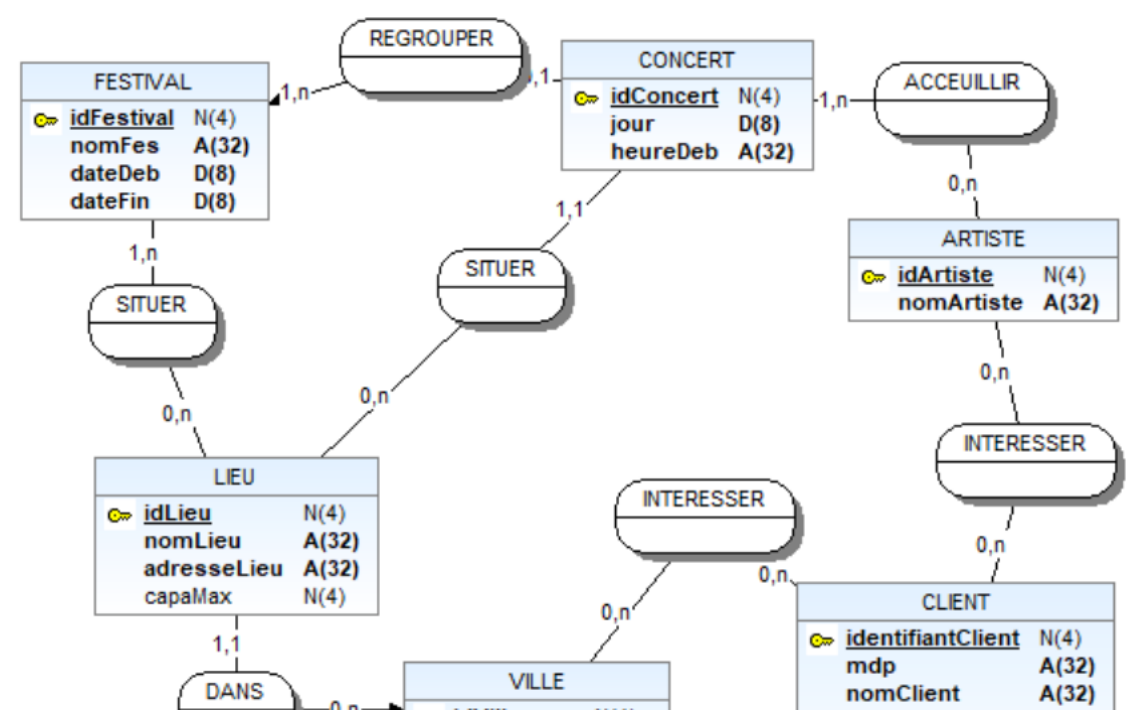 REGROUPER
FESTIVAL
idFestival N(4)
nomFes A(32)
dateDeb D(8)
dateFin D(8)
1,n
,1
CONCERT
idConcert N(4)
jour D(8)
heureDeb A(32)
1,n
ACCEUILLIR
0,n
1,n
SITUER
0,n
1,1
SITUER
0,n
ARTISTE
idArtiste N(4)
nomArtiste A(32)
0,n
INTERESSER
0,n
LIEU
idLieu N(4)
nomLieu A(32)
adresseLieu A(32)
capaMax N(4)
1,1
DANS
0,n
INTERESSER
0,n
0,n
VILLE
CLIENT
identifiantClient N(4)
mdp A(32)
nomClient A(32)